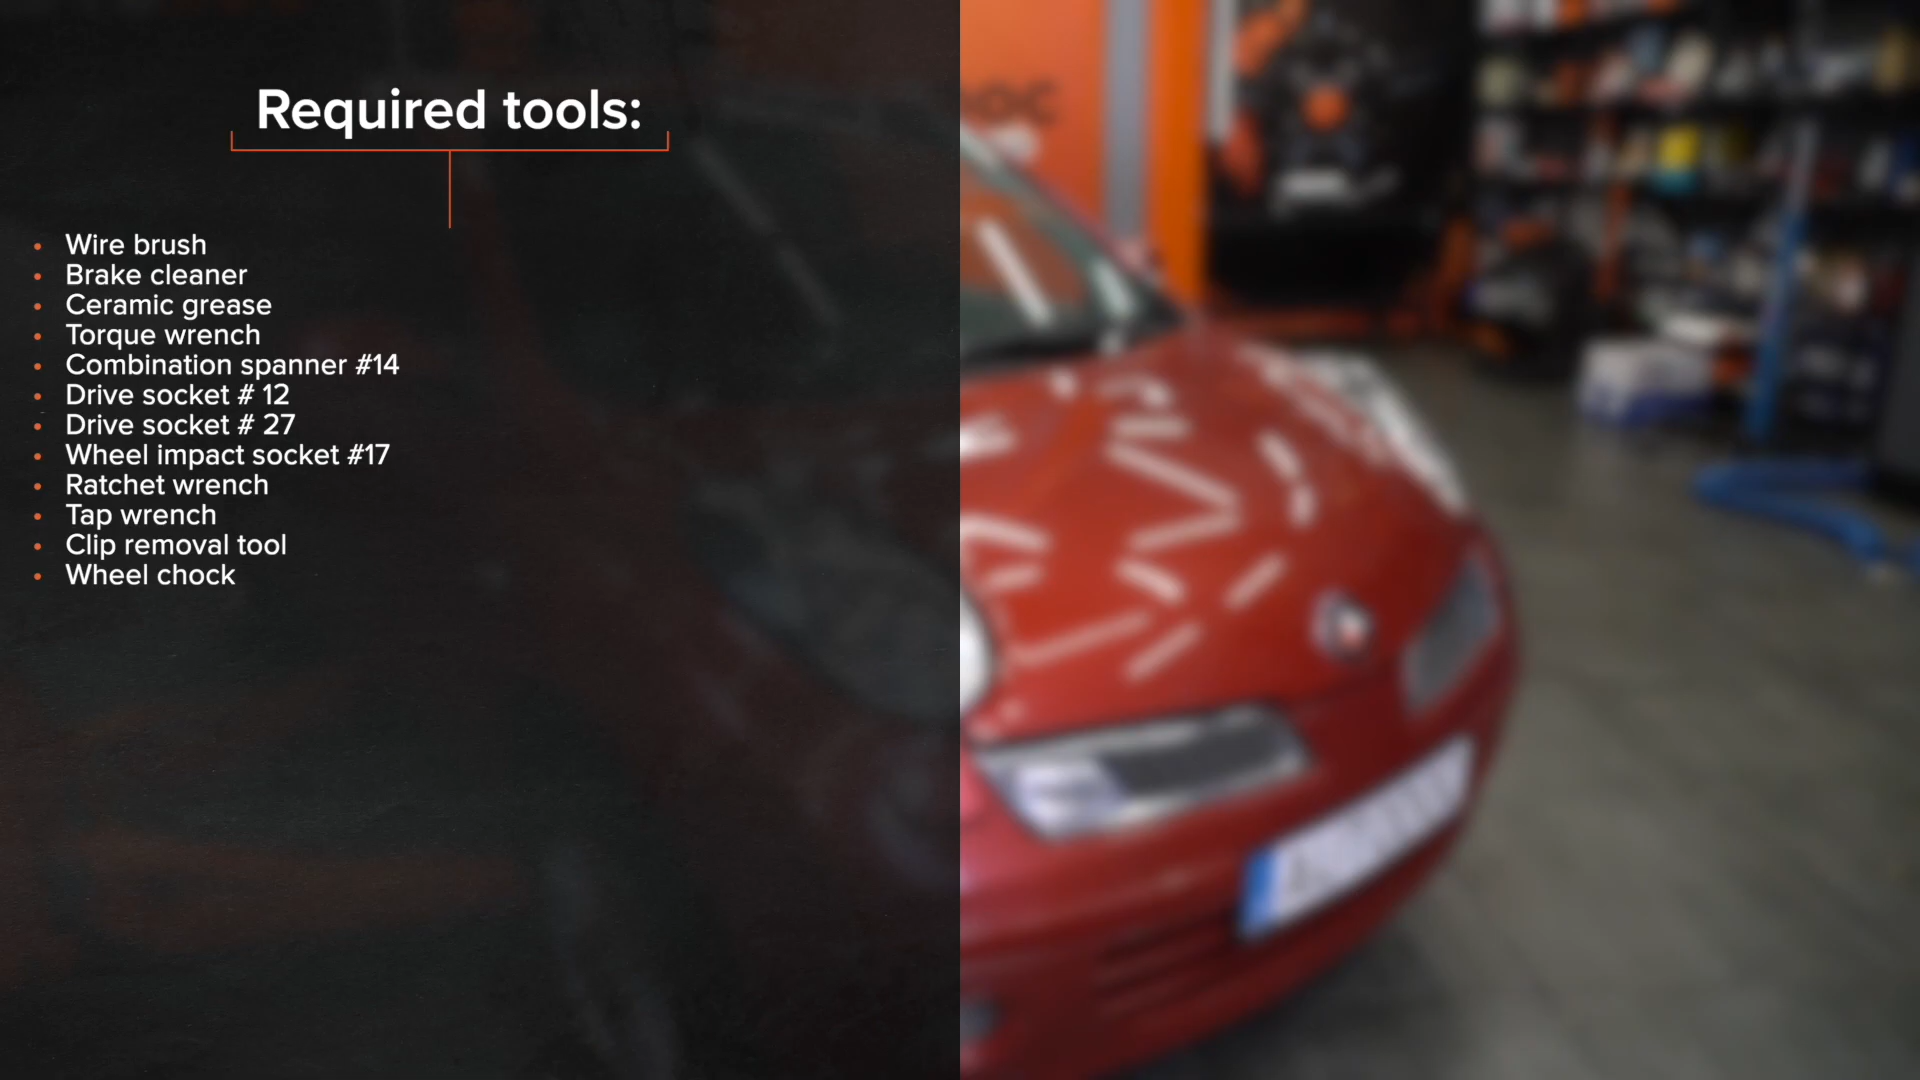 Required tools:
Wire brush
Brake cleaner
Ceramic grease
Torque wrench
Combination spanner #14
Drive socket # 12
Drive socket # 27
Wheel impact socket #17
Ratchet wrench
Tap wrench
Clip removal tool
Wheel chock